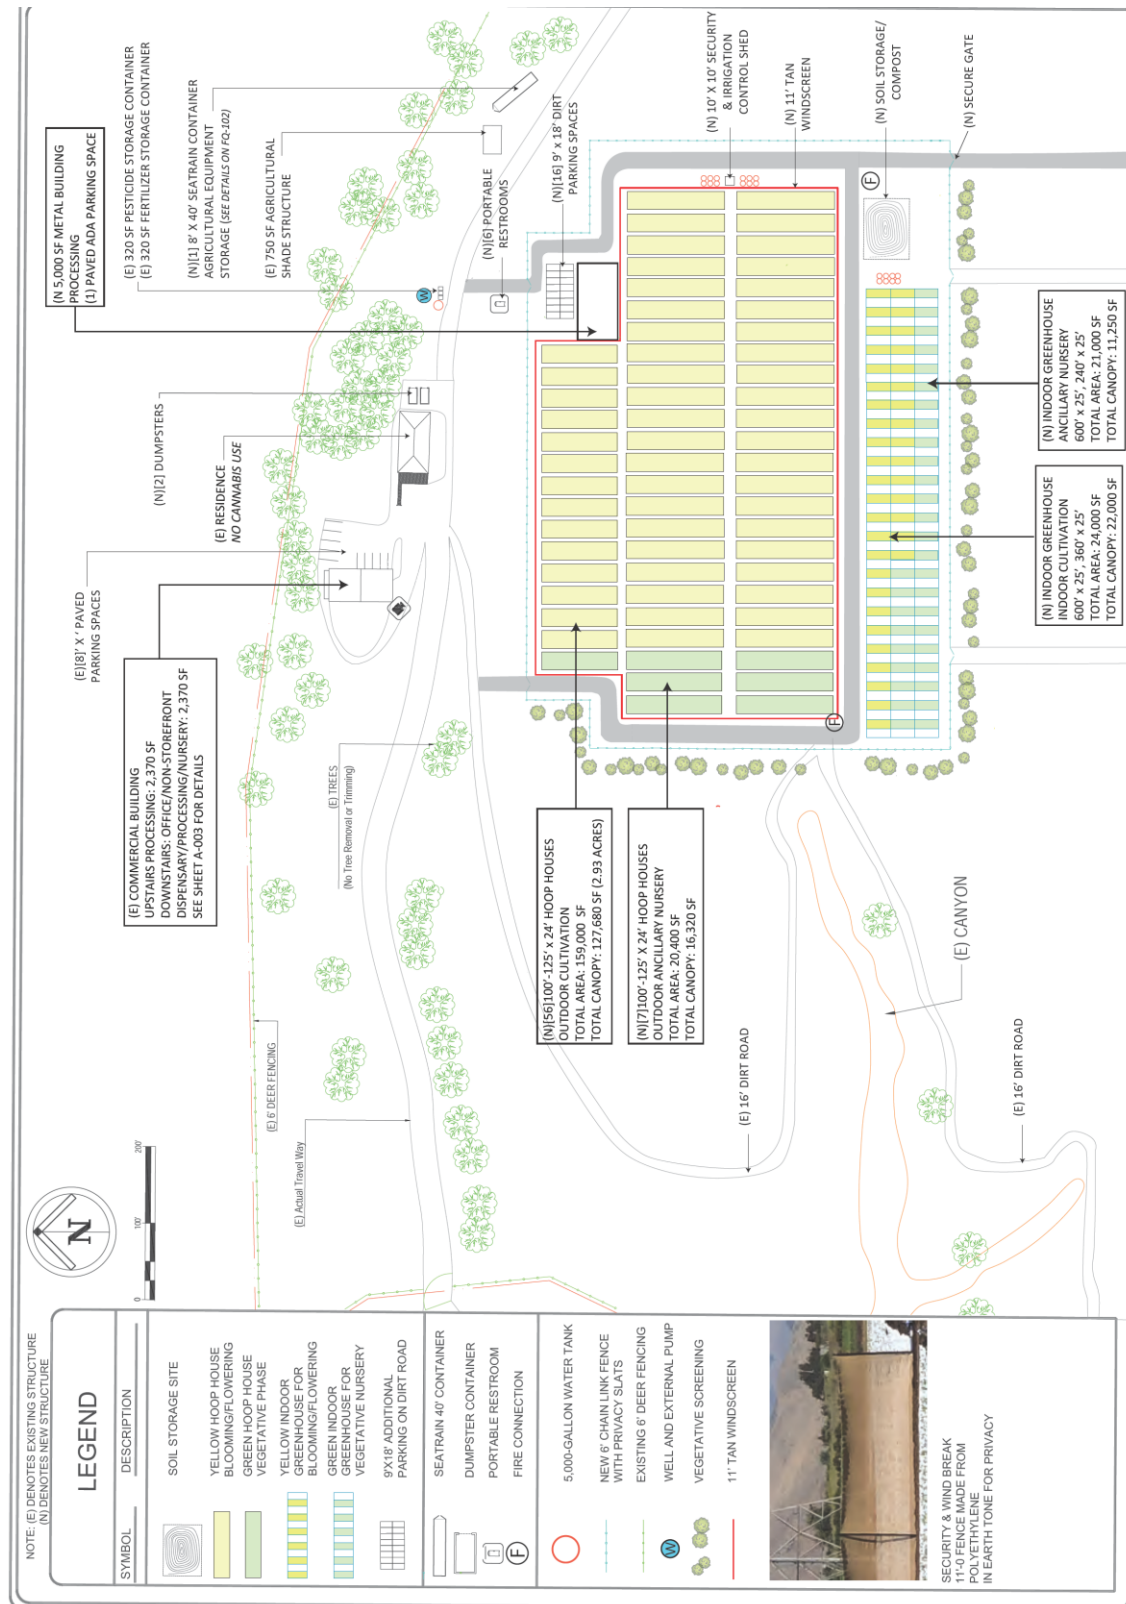 NOTE: (E) DENOTES EXISTING STRUCTURE
(N) DENOTES NEW STRUCTURE
LEGEND
SYMBOL
DESCRIPTION
SOIL STORAGE SITE
YELLOW HOOP HOUSE
BLOOMING/FLOWERING
GREEN HOOP HOUSE
VEGETATIVE PHASE
YELLOW INDOOR
GREENHOUSE FOR
BLOOMING/FLOWERING
GREEN INDOOR
GREENHOUSE FOR
VEGETATIVE NURSERY
9'X18' ADDITIONAL
PARKING ON DIRT ROAD
SEATRAIN 40' CONTAINER
DUMPSTER CONTAINER
PORTABLE RESTROOM
F
FIRE CONNECTION
5,000-GALLON WATER TANK
NEW 6' CHAIN LINK FENCE
WITH PRIVACY SLATS
EXISTING 6' DEER FENCING
W
WELL AND EXTERNAL PUMP
VEGETATIVE SCREENING
11' TAN WINDSCREEN
SECURITY & WIND BREAK
11'-0 FENCE MADE FROM
POLYETHYLENE
IN EARTH TONE FOR PRIVACY
N
0
100'
200'
(E) 6' DEER FENCING
(E) Actual Travel Way
(E) TREES
(No Tree Removal or Trimming)
(E) COMMERCIAL BUILDING
UPSTAIRS PROCESSING: 2,370 SF
DOWNSTAIRS: OFFICE/NON-STOREFRONT
DISPENSARY/PROCESSING/NURSERY: 2,370 SF
SEE SHEET A-003 FOR DETAILS
(E)[8]' X ' PAVED
PARKING SPACES
(E) RESIDENCE
NO CANNABIS USE
(N)[2] DUMPSTERS
(N 5,000 SF METAL BUILDING
PROCESSING
(1) PAVED ADA PARKING SPACE
(E) 320 SF PESTICIDE STORAGE CONTAINER
(E) 320 SF FERTILIZER STORAGE CONTAINER
(N)[1] 8' X 40' SEATRAIN CONTAINER
AGRICULTURAL EQUIPMENT
STORAGE (SEE DETAILS ON FQ-102)
(E) 750 SF AGRICULTURAL
SHADE STRUCTURE
W
(N)[6] PORTABLE
RESTROOMS
(N)[16] 9' x 18' DIRT
PARKING SPACES
(N) 10' X 10' SECURITY
& IRRIGATION
CONTROL SHED
(N) 11' TAN
WINDSCREEN
(N) SOIL STORAGE/
COMPOST
(N) SECURE GATE
F
F
(N)[56]100'-125' x 24' HOOP HOUSES
OUTDOOR CULTIVATION
TOTAL AREA: 159,000 SF
TOTAL CANOPY: 127,680 SF (2.93 ACRES)
(N)[7]100'-125' X 24' HOOP HOUSES
OUTDOOR ANCILLARY NURSERY
TOTAL AREA: 20,400 SF
TOTAL CANOPY: 16,320 SF
(N) INDOOR GREENHOUSE
INDOOR CULTIVATION
600' x 25', 360' x 25'
TOTAL AREA: 24,000 SF
TOTAL CANOPY: 22,000 SF
(N) INDOOR GREENHOUSE
ANCILLARY NURSERY
600' x 25', 240' x 25'
TOTAL AREA: 21,000 SF
TOTAL CANOPY: 11,250 SF
(E) 16' DIRT ROAD
(E) CANYON
(E) 16' DIRT ROAD